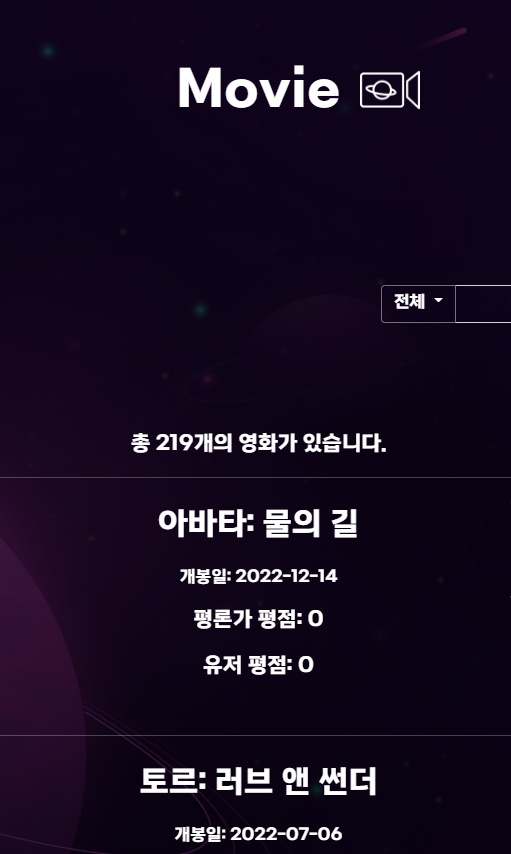 Movie
전체
총 219개의 영화가 있습니다.
아바타: 물의 길
개봉일: 2022-12-14
평론가 평점: 0
유저 평점: 0
토르: 러브 앤 썬더
개봉일: 2022-07-06